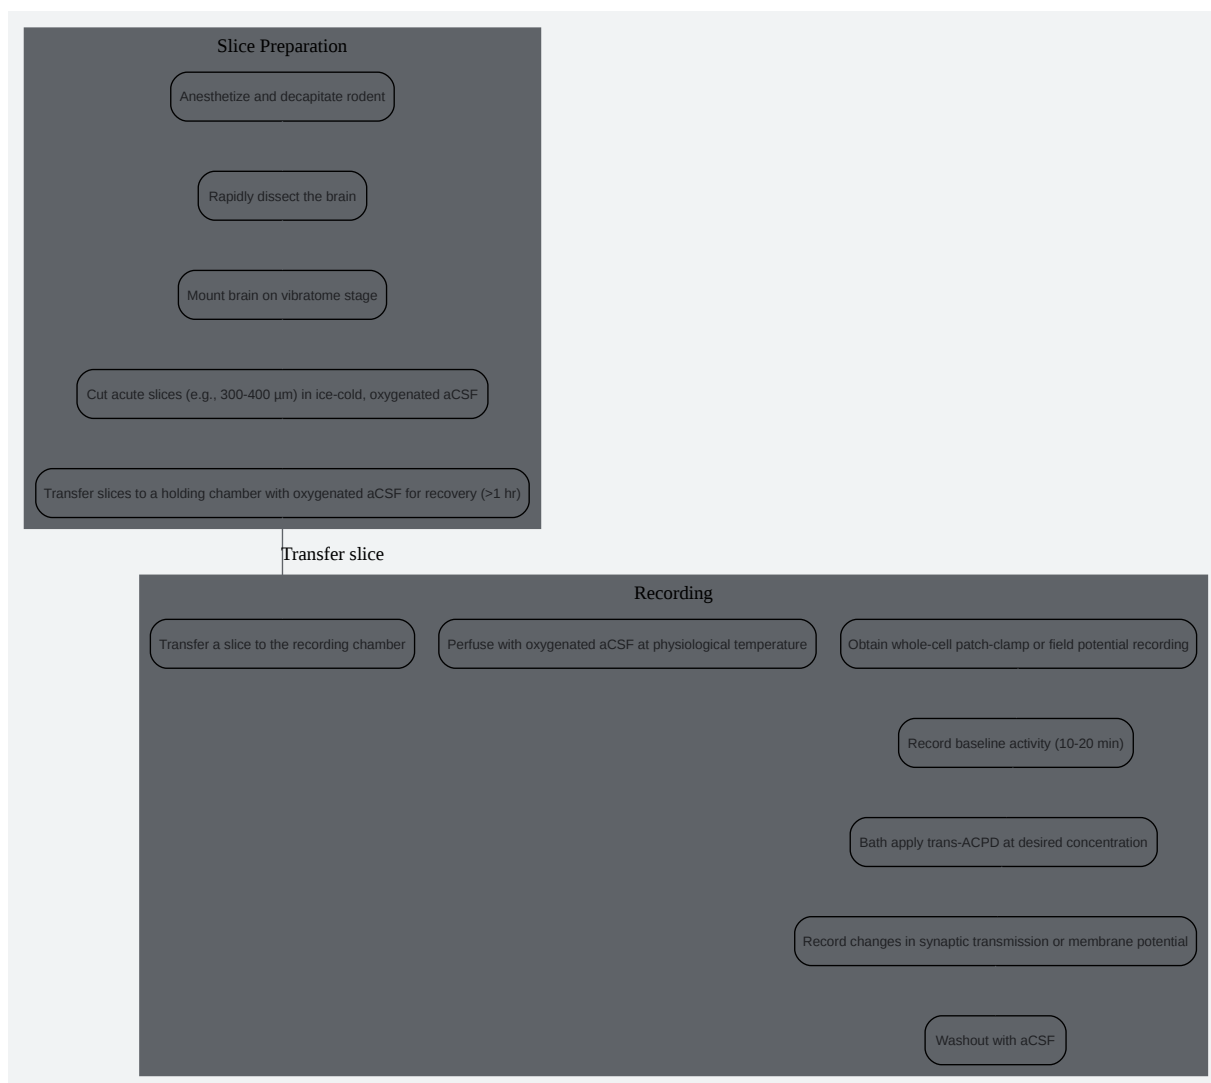 Slice Preparation
Anesthetize and decapitate rodent
Rapidly dissect the brain
Mount brain on vibratome stage
Cut acute slices (e.g., 300-400 µm) in ice-cold, oxygenated aCSF
Transfer slices to a holding chamber with oxygenated aCSF for recovery (>1 hr)
Transfer slice
Recording
Transfer a slice to the recording chamber
Perfuse with oxygenated aCSF at physiological temperature
Obtain whole-cell patch-clamp or field potential recording
Record baseline activity (10-20 min)
Bath apply trans-ACPD at desired concentration
Record changes in synaptic transmission or membrane potential
Washout with aCSF